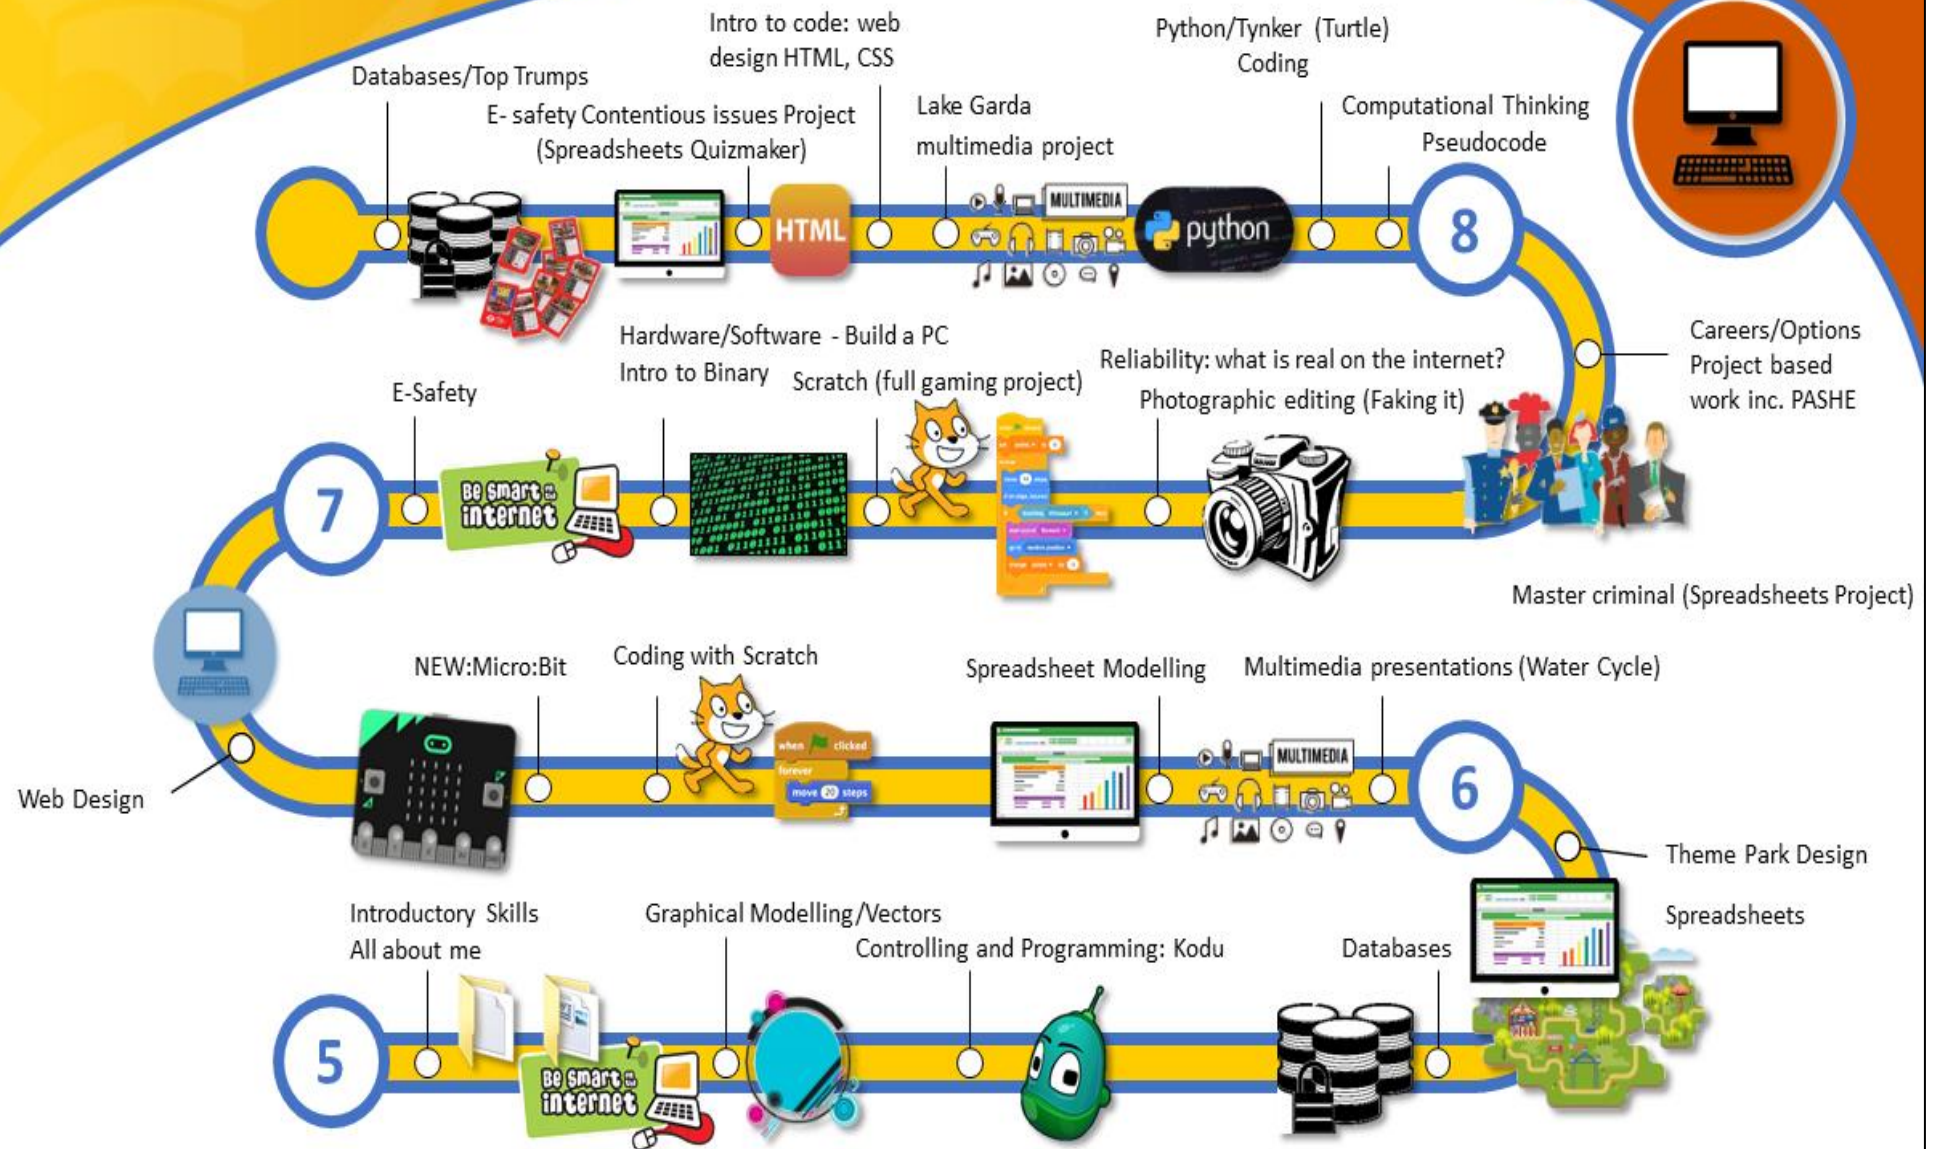 Intro to code: web
design HTML, CSS
Python/Tynker (Turtle)
Coding
Databases/Top Trumps
E- safety Contentious issues Project
(Spreadsheets Quizmaker)
Lake Garda
multimedia project
Computational Thinking
Pseudocode
HTML
MULTIMEDIA
python
8
Hardware/Software - Build a PC
Intro to Binary
Scratch (full gaming project)
Reliability: what is real on the internet?
Photographic editing (Faking it)
Careers/Options
Project based
work inc. PASHE
E-Safety
7
Be smart on the
internet
Master criminal (Spreadsheets Project)
NEW:Micro:Bit
Coding with Scratch
Spreadsheet Modelling
Multimedia presentations (Water Cycle)
when clicked
forever
move 20 steps
MULTIMEDIA
6
Web Design
Theme Park Design
Spreadsheets
Introductory Skills
All about me
Graphical Modelling/Vectors
Controlling and Programming: Kodu
Databases
5
Be smart on the
internet